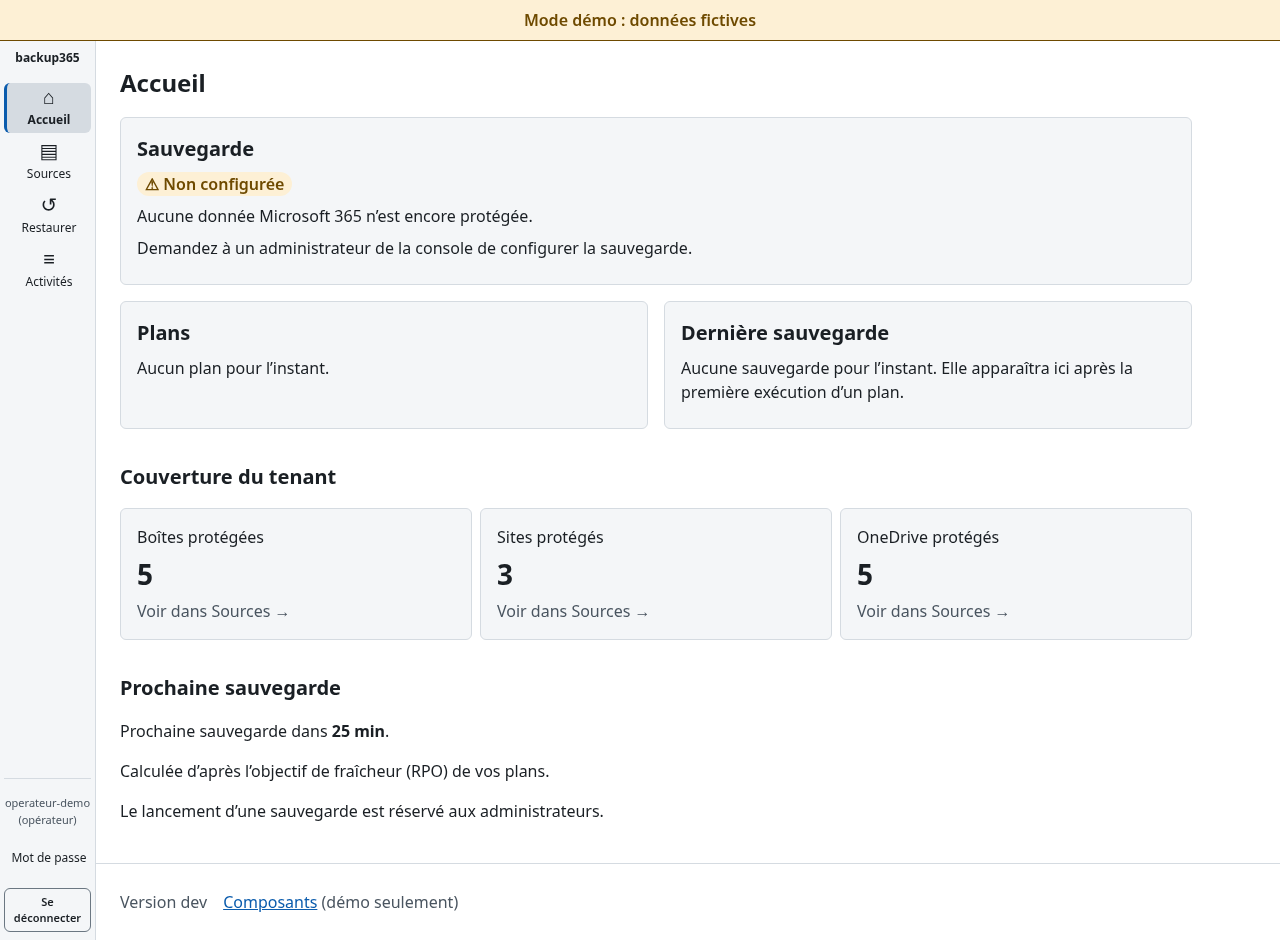 Mode démo : données fictives
backup365
Accueil
Sources
Restaurer
Activités
operateur-demo
(opérateur)
Mot de passe
Se
déconnecter
Accueil
Sauvegarde
⚠ Non configurée
Aucune donnée Microsoft 365 n’est encore protégée.
Demandez à un administrateur de la console de configurer la sauvegarde.
Plans
Aucun plan pour l’instant.
Dernière sauvegarde
Aucune sauvegarde pour l’instant. Elle apparaîtra ici après la
première exécution d’un plan.
Couverture du tenant
Boîtes protégées
5
Voir dans Sources →
Sites protégés
3
Voir dans Sources →
OneDrive protégés
5
Voir dans Sources →
Prochaine sauvegarde
Prochaine sauvegarde dans 25 min.
Calculée d’après l’objectif de fraîcheur (RPO) de vos plans.
Le lancement d’une sauvegarde est réservé aux administrateurs.
Version dev Composants (démo seulement)